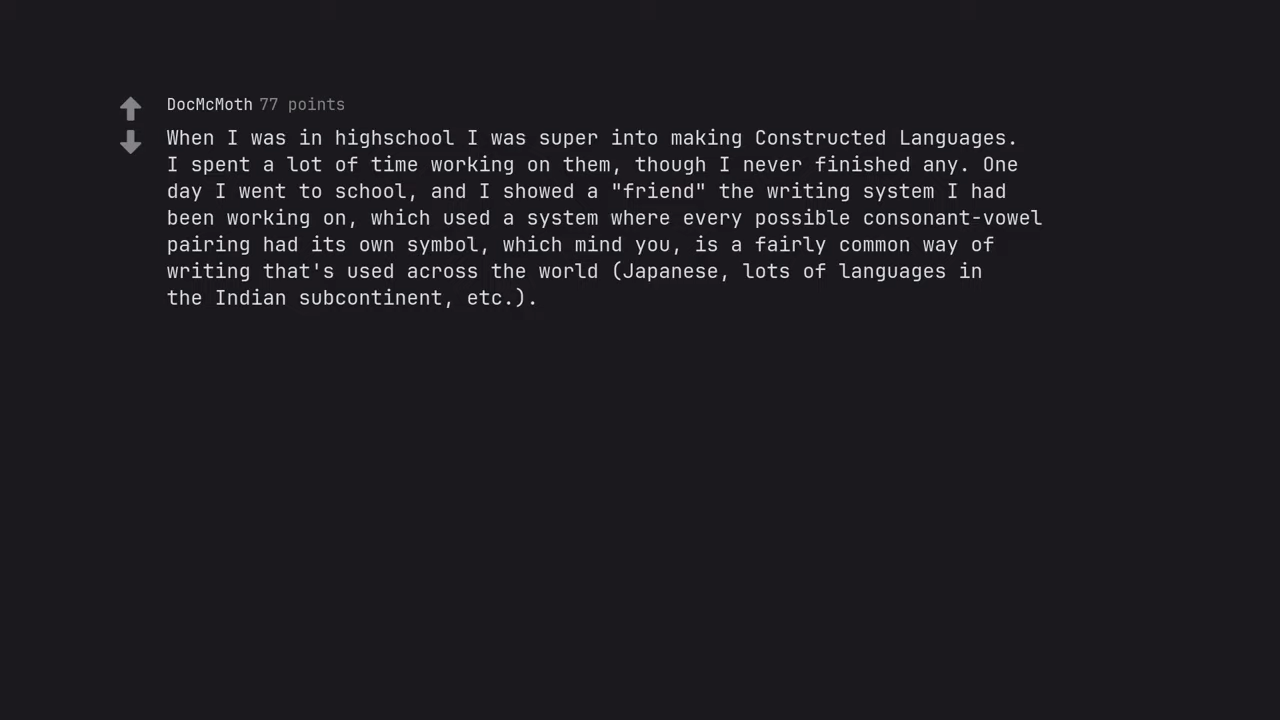 DocMcMoth 77 points
When I was in highschool I was super into making Constructed Languages.
I spent a lot of time working on them, though I never finished any. One
day I went to school, and I showed a "friend" the writing system I had
been working on, which used a system where every possible consonant-vowel
pairing had its own symbol, which mind you, is a fairly common way of
writing that's used across the world (Japanese, lots of languages in
the Indian subcontinent, etc.).